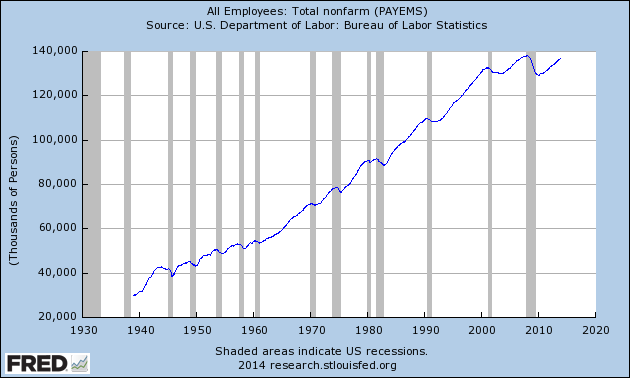 All Employees: Total nonfarm (PAYEMS)
Source: U.S. Department of Labor: Bureau of Labor Statistics
(Thousands of Persons)
140,000
120,000
100,000
80,000
60,000
40,000
20,000
1930 1940 1950 1960 1970 1980 1990 2000 2010 2020
Shaded areas indicate US recessions.
2014 research.stlouisfed.org
FRED